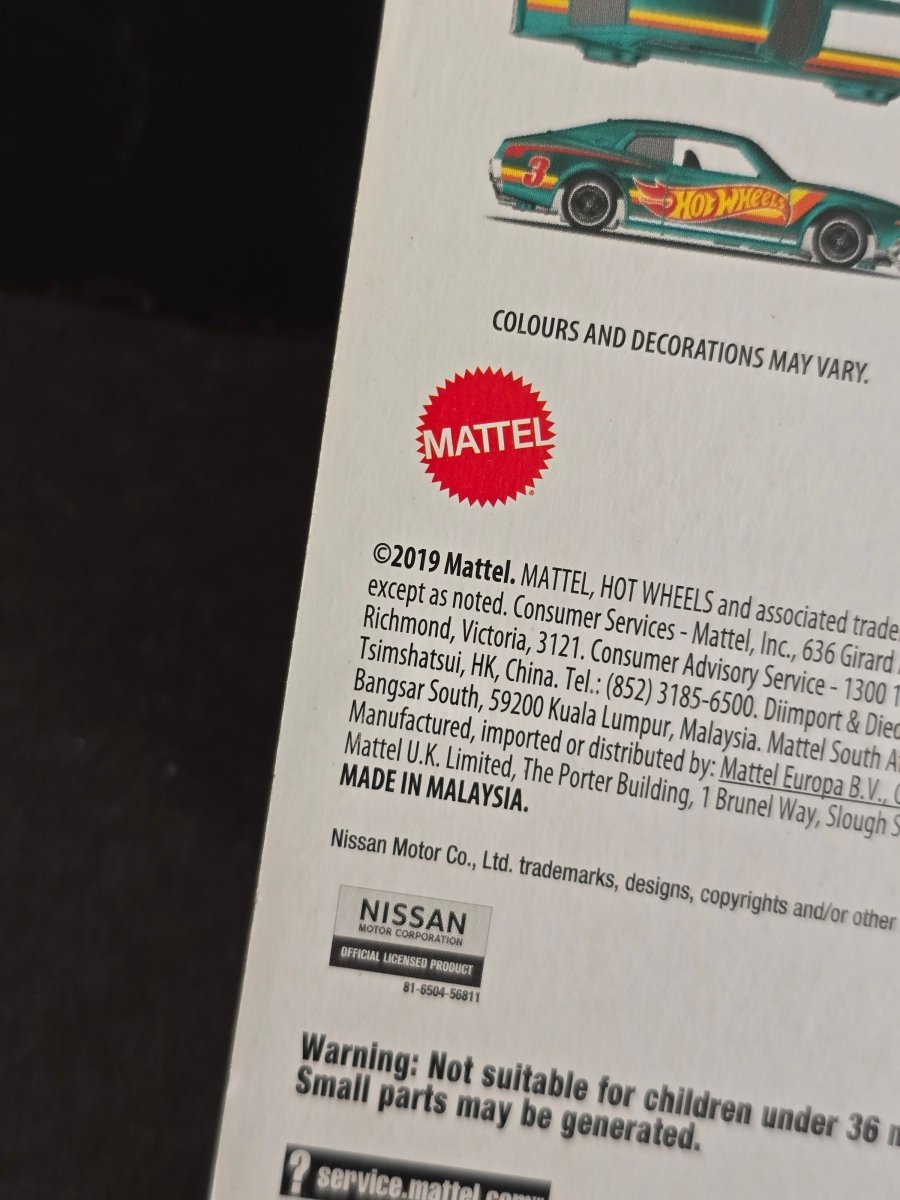 3
HOT WHEELS
COLOURS AND DECORATIONS MAY VARY.
MATTEL
®
©2019 Mattel. MATTEL, HOT WHEELS and associated trade
except as noted. Consumer Services - Mattel, Inc., 636 Girard
Richmond, Victoria, 3121. Consumer Advisory Service - 1300 1
Tsimshatsui, HK, China. Tel.: (852) 3185-6500. Diimport & Died
Bangsar South, 59200 Kuala Lumpur, Malaysia. Mattel South Af
Manufactured, imported or distributed by: Mattel Europa B.V.,
Mattel U.K. Limited, The Porter Building, 1 Brunel Way, Slough S
MADE IN MALAYSIA.
Nissan Motor Co., Ltd. trademarks, designs, copyrights and/or other
NISSAN
MOTOR CORPORATION
OFFICIAL LICENSED PRODUCT
81-6504-56811
Warning: Not suitable for children under 36 m
Small parts may be generated.
? service.mattel.com™